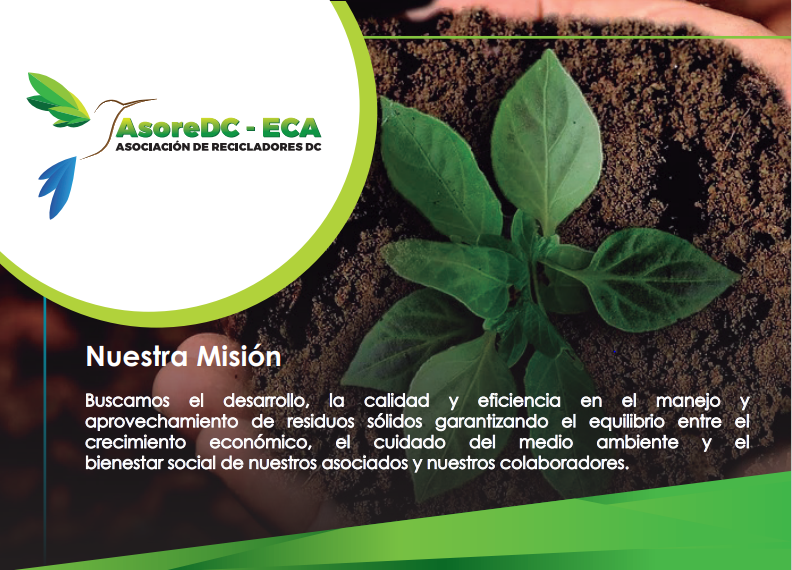 AsoreDC - ECA
ASOCIACIÓN DE RECICLADORES DC
Nuestra Misión
Buscamos el desarrollo, la calidad y eficiencia en el manejo y
aprovechamiento de residuos sólidos garantizando el equilibrio entre el
crecimiento económico, el cuidado del medio ambiente y el
bienestar social de nuestros asociados y nuestros colaboradores.